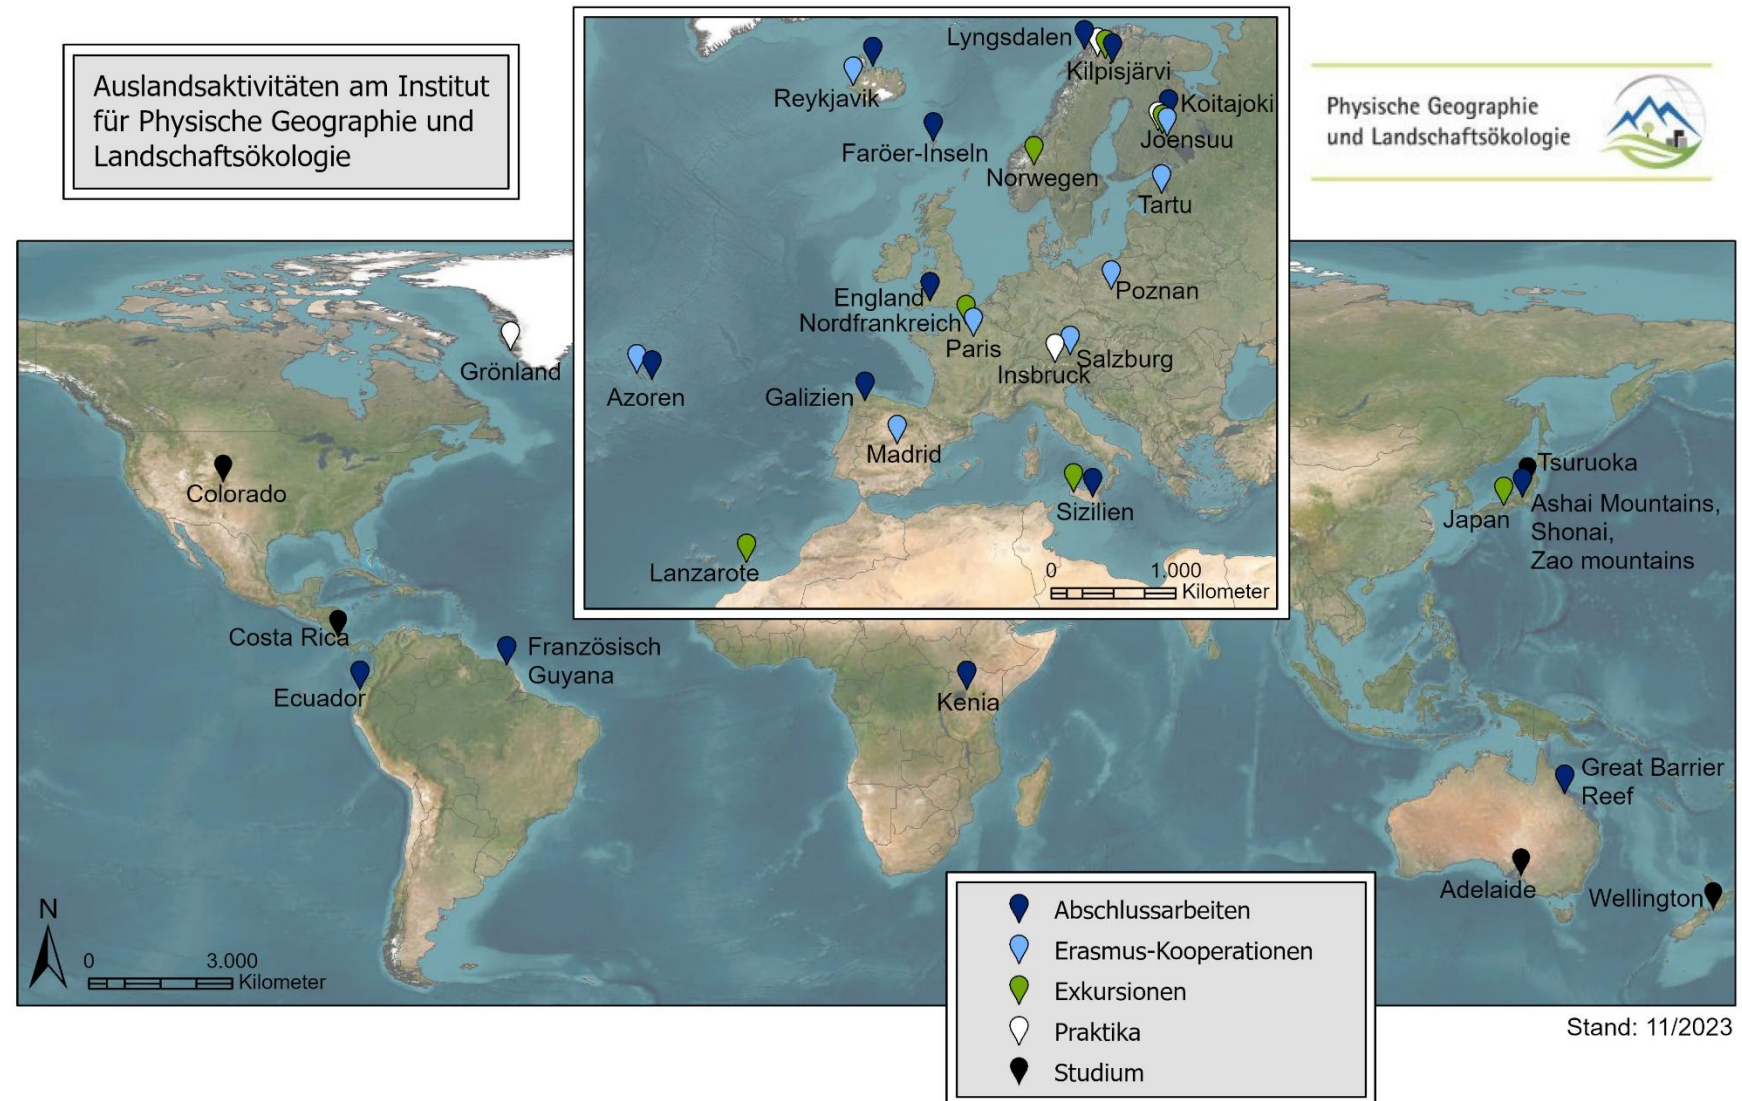 Auslandsaktivitäten am Institut
für Physische Geographie und
Landschaftsökologie
Physische Geographie
und Landschaftsökologie
Lyngsdalen
Kilpisjärvi
Reykjavik
Koitajoki
Joensuu
Faröer-Inseln
Norwegen
Tartu
England
Poznan
Nordfrankreich
Paris
Salzburg
Insbruck
Azoren
Galizien
Madrid
Sizilien
Lanzarote
0 1.000
Kilometer
Grönland
Colorado
Costa Rica
Ecuador
Französisch
Guyana
Kenia
Tsuruoka
Japan
Ashai Mountains,
Shonai,
Zao mountains
Great Barrier
Reef
Adelaide
Wellington
N
0 3.000
Kilometer
Abschlussarbeiten
Erasmus-Kooperationen
Exkursionen
Praktika
Studium
Stand: 11/2023